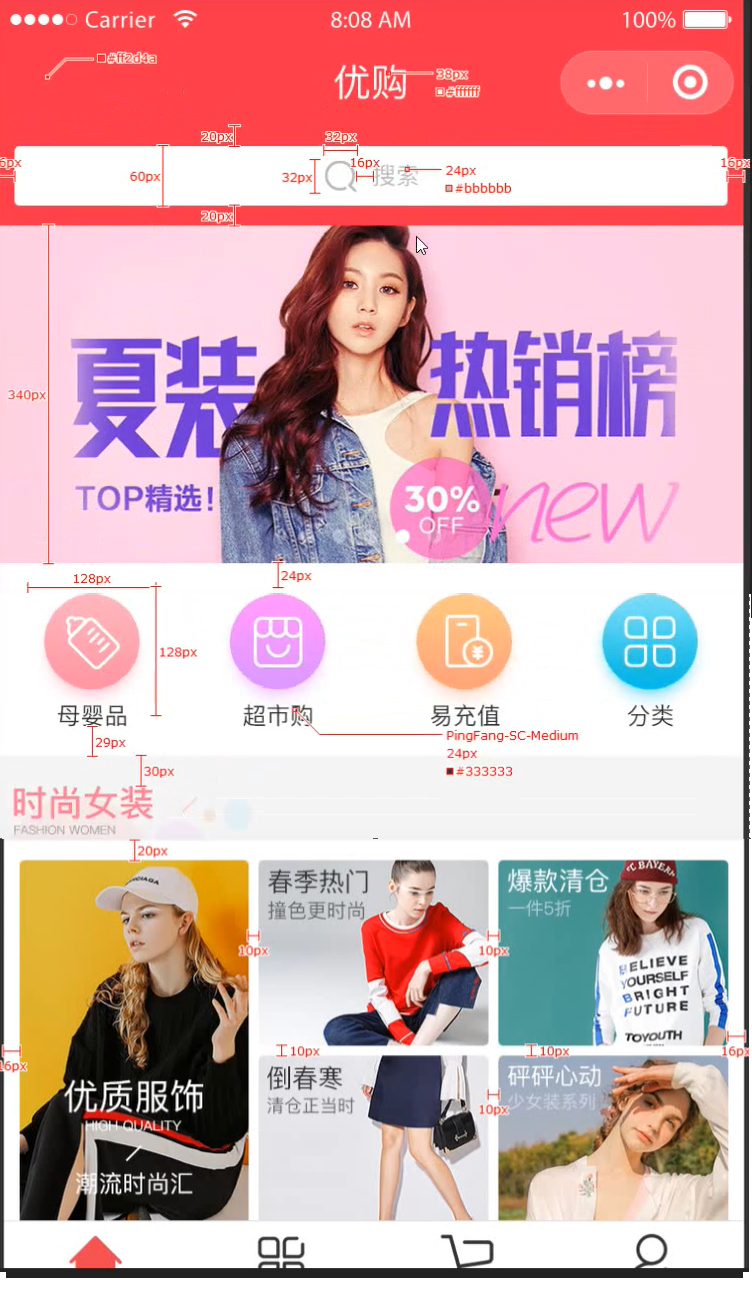 Carrier
8:08 AM
100%
#ff2d4a
优购
38px
#ffffff
20px
32px
6px
60px
32px
16px
搜索
24px
#bbbbbb
16px
20px
340px
夏装
热销榜
TOP精选!
30%
OFF
new
128px
24px
128px
母婴品
超市购
易充值
分类
29px
PingFang-SC-Medium
24px
#333333
30px
时尚女装
FASHION WOMEN
20px
春季热门
撞色更时尚
爆款清仓
一件5折
BELIEVE
YOURSELF
BRIGHT
FUTURE
TOYOUTH
10px
10px
16px
16px
10px
10px
倒春寒
清仓正当时
砰砰心动
少女装系列
10px
优质服饰
HIGH QUALITY
潮流时尚汇